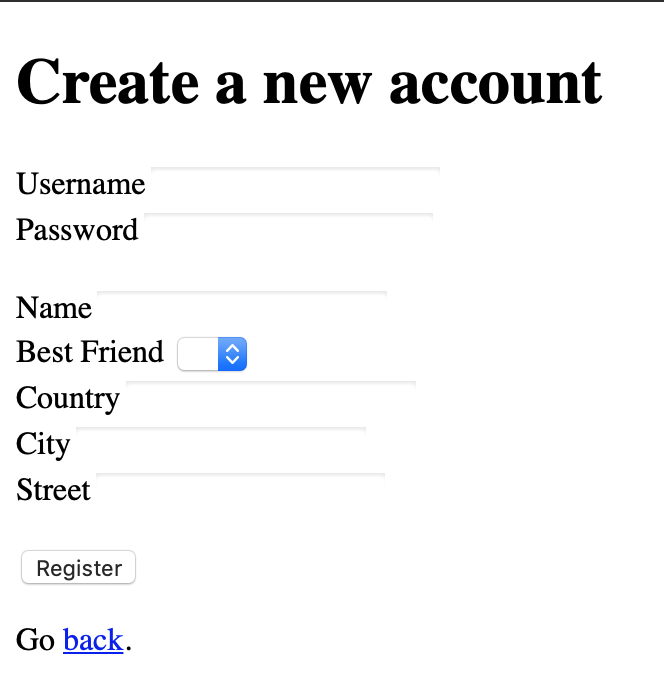 Create a new account
Username
Password
Name
Best Friend
Country
City
Street
Register
Go back.